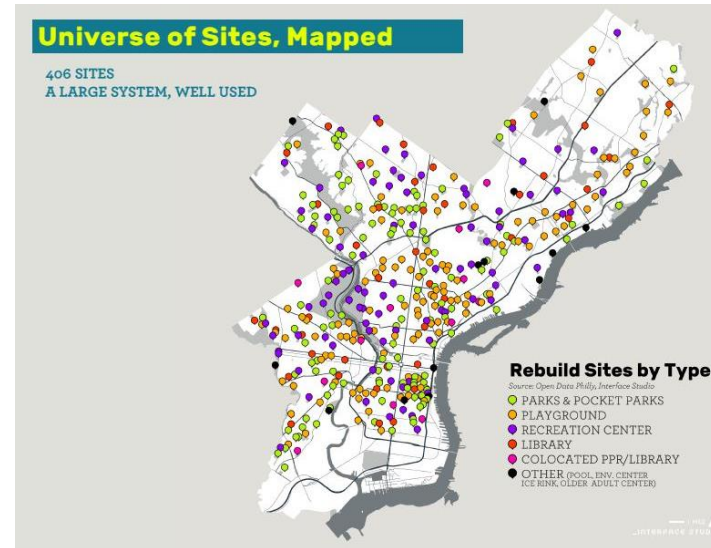 Universe of Sites, Mapped
406 SITES
A LARGE SYSTEM, WELL USED
Rebuild Sites by Type
Source: Open Data Philly, Interface Studio
PARKS & POCKET PARKS
PLAYGROUND
RECREATION CENTER
LIBRARY
COLOCATED PPR/LIBRARY
OTHER (POOL, ENV. CENTER
ICE RINK, OLDER ADULT CENTER)